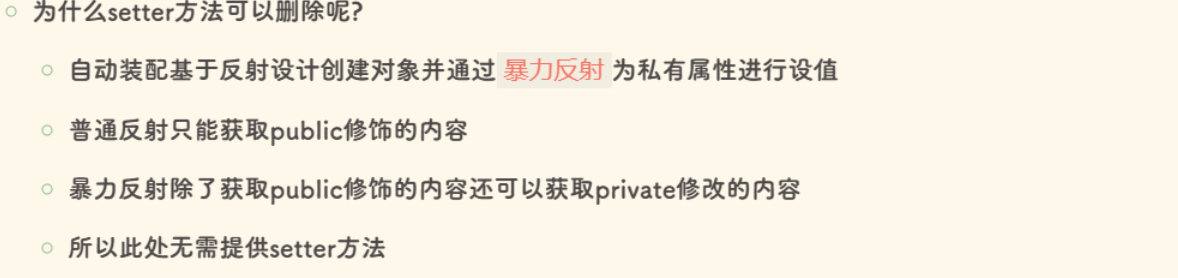 为什么setter方法可以删除呢?
自动装配基于反射设计创建对象并通过 暴力反射 为私有属性进行设值
普通反射只能获取public修饰的内容
暴力反射除了获取public修饰的内容还可以获取private修改的内容
所以此处无需提供setter方法